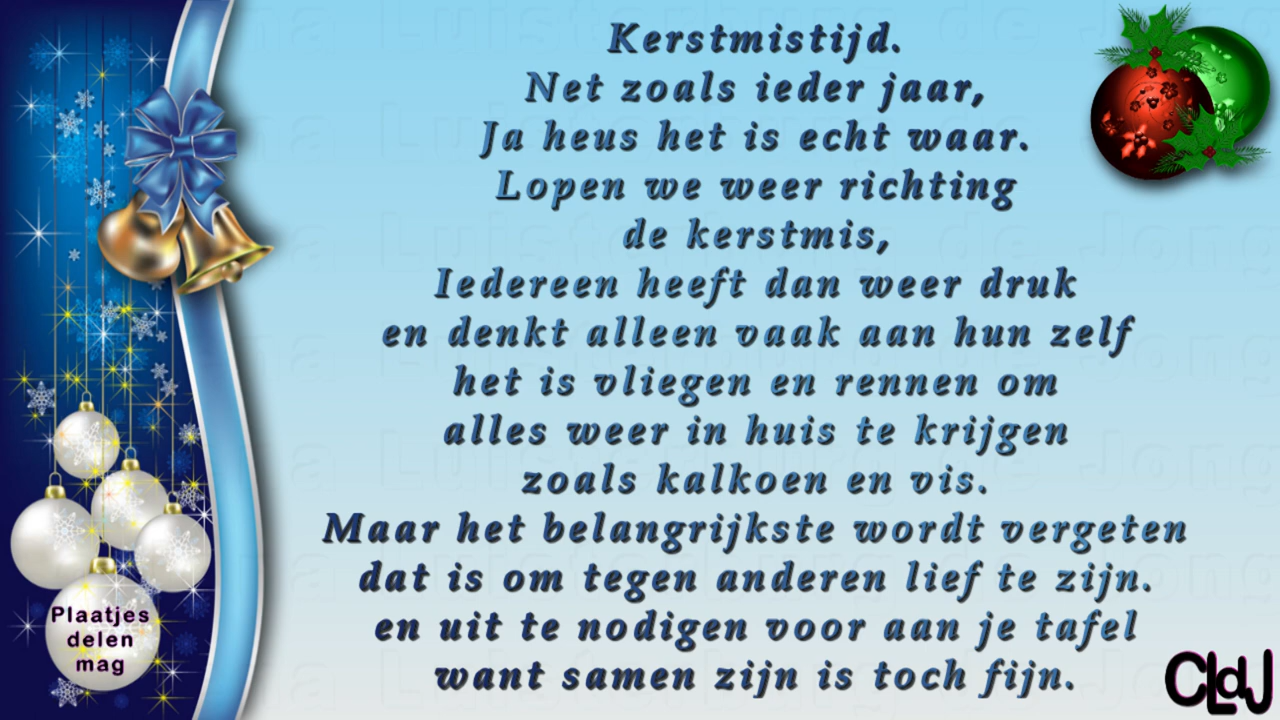 Kerstmistijd.
Net zoals ieder jaar,
Ja heus het is echt waar.
Lopen we weer richting
de kerstmis,
Iedereen heeft dan weer druk
en denkt alleen vaak aan hun zelf
het is vliegen en rennen om
alles weer in huis te krijgen
zoals kalkoen en vis.
Maar het belangrijkste wordt vergeten
dat is om tegen anderen lief te zijn.
en uit te nodigen voor aan je tafel
want samen zijn is toch fijn.
Plaatjes
delen
mag
CLdJ